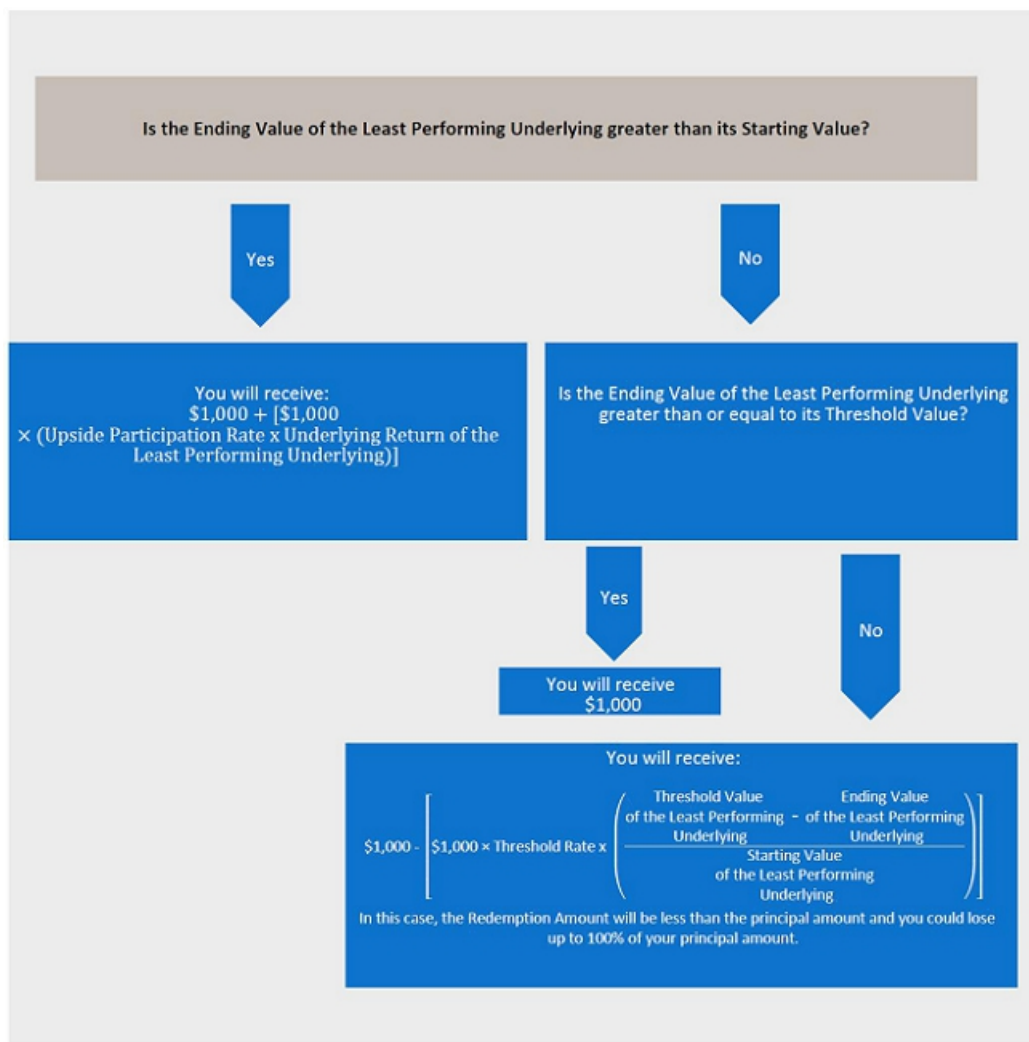 Is the Ending Value of the Least Performing Underlying greater than its Starting Value?
Yes
No
You will receive:
$1,000 + [$1,000
× (Upside Participation Rate x Underlying Return of the
Least Performing Underlying)]
Is the Ending Value of the Least Performing Underlying
greater than or equal to its Threshold Value?
Yes
No
You will receive
$1,000
You will receive:
Threshold Value Ending Value
of the Least Performing - of the Least Performing
Underlying Underlying
$1,000 - [$1,000 × Threshold Rate x ( )]
Starting Value
of the Least Performing
Underlying
In this case, the Redemption Amount will be less than the principal amount and you could lose
up to 100% of your principal amount.